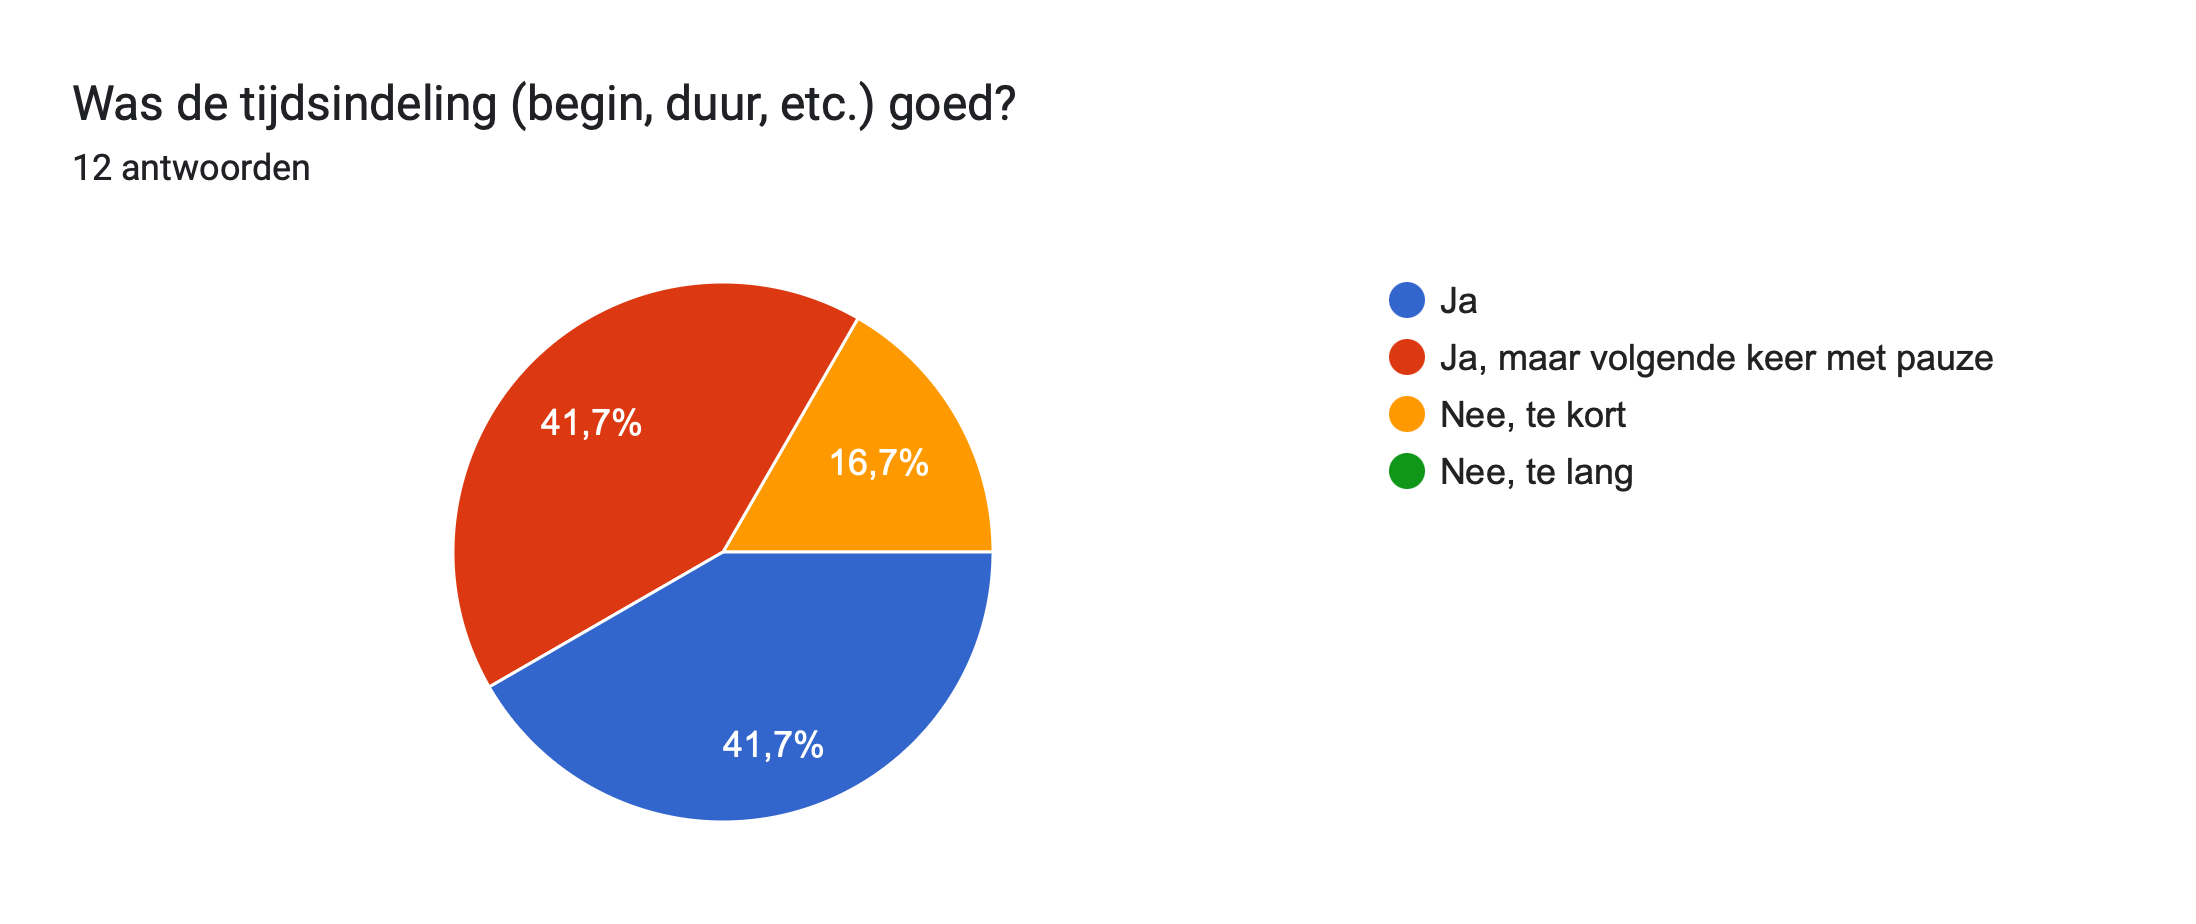 Was de tijdsindeling (begin, duur, etc.) goed?
12 antwoorden
41,7%
16,7%
41,7%
Ja
Ja, maar volgende keer met pauze
Nee, te kort
Nee, te lang